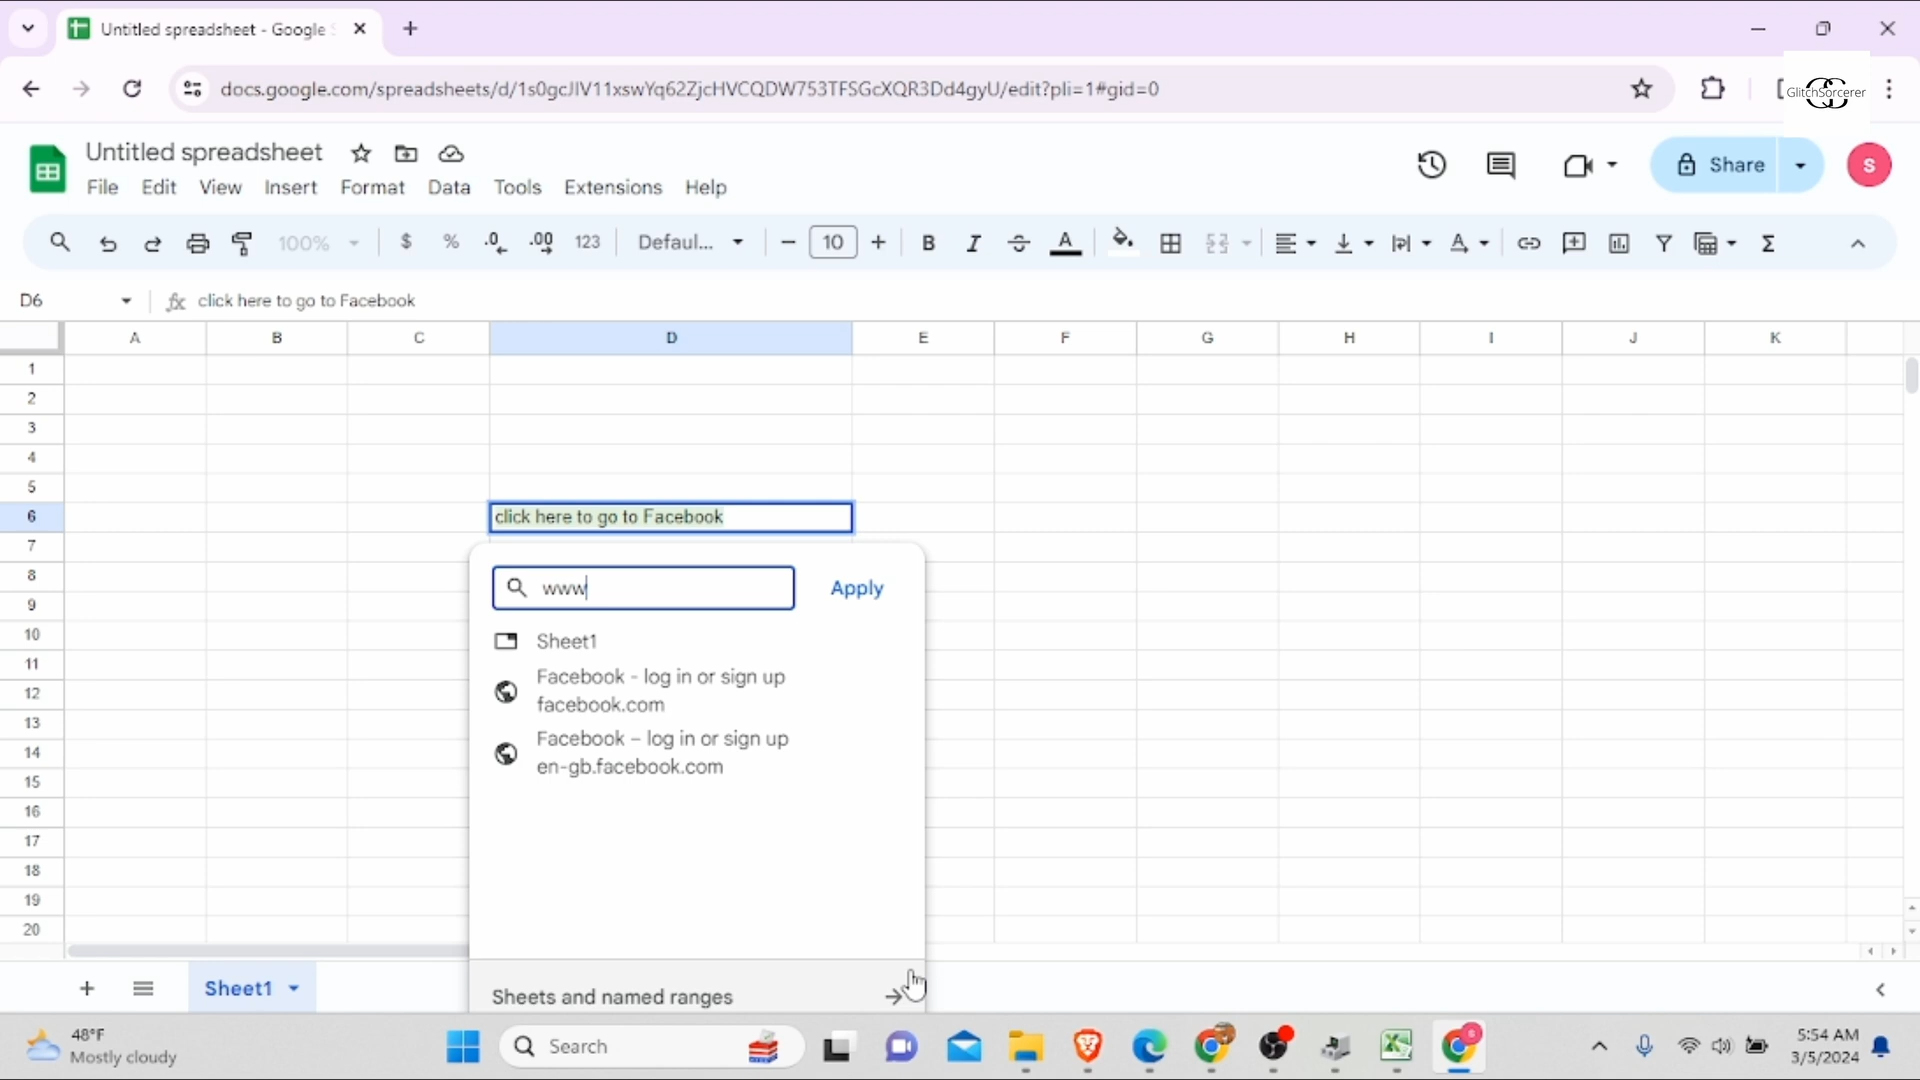 Untitled spreadsheet - Google S
docs.google.com/spreadsheets/d/1s0gcJIV11xswYq62ZjcHVCQDW753TFSGcXQR3Dd4gyU/edit?pli=1#gid=0
GlitchSorcerer
Untitled spreadsheet
File Edit View Insert Format Data Tools Extensions Help
Share
S
100% $ % .0 .00 123 Defaul... 10 B I A
D6 fx click here to go to Facebook
A B C D E F G H I J K
1
2
3
4
5
6 click here to go to Facebook
7
8
9
10
11
12
13
14
15
16
17
18
19
20
www
Apply
Sheet1
Facebook - log in or sign up
facebook.com
Facebook – log in or sign up
en-gb.facebook.com
Sheets and named ranges
Sheet1
48°F
Mostly cloudy
Search
5:54 AM
3/5/2024